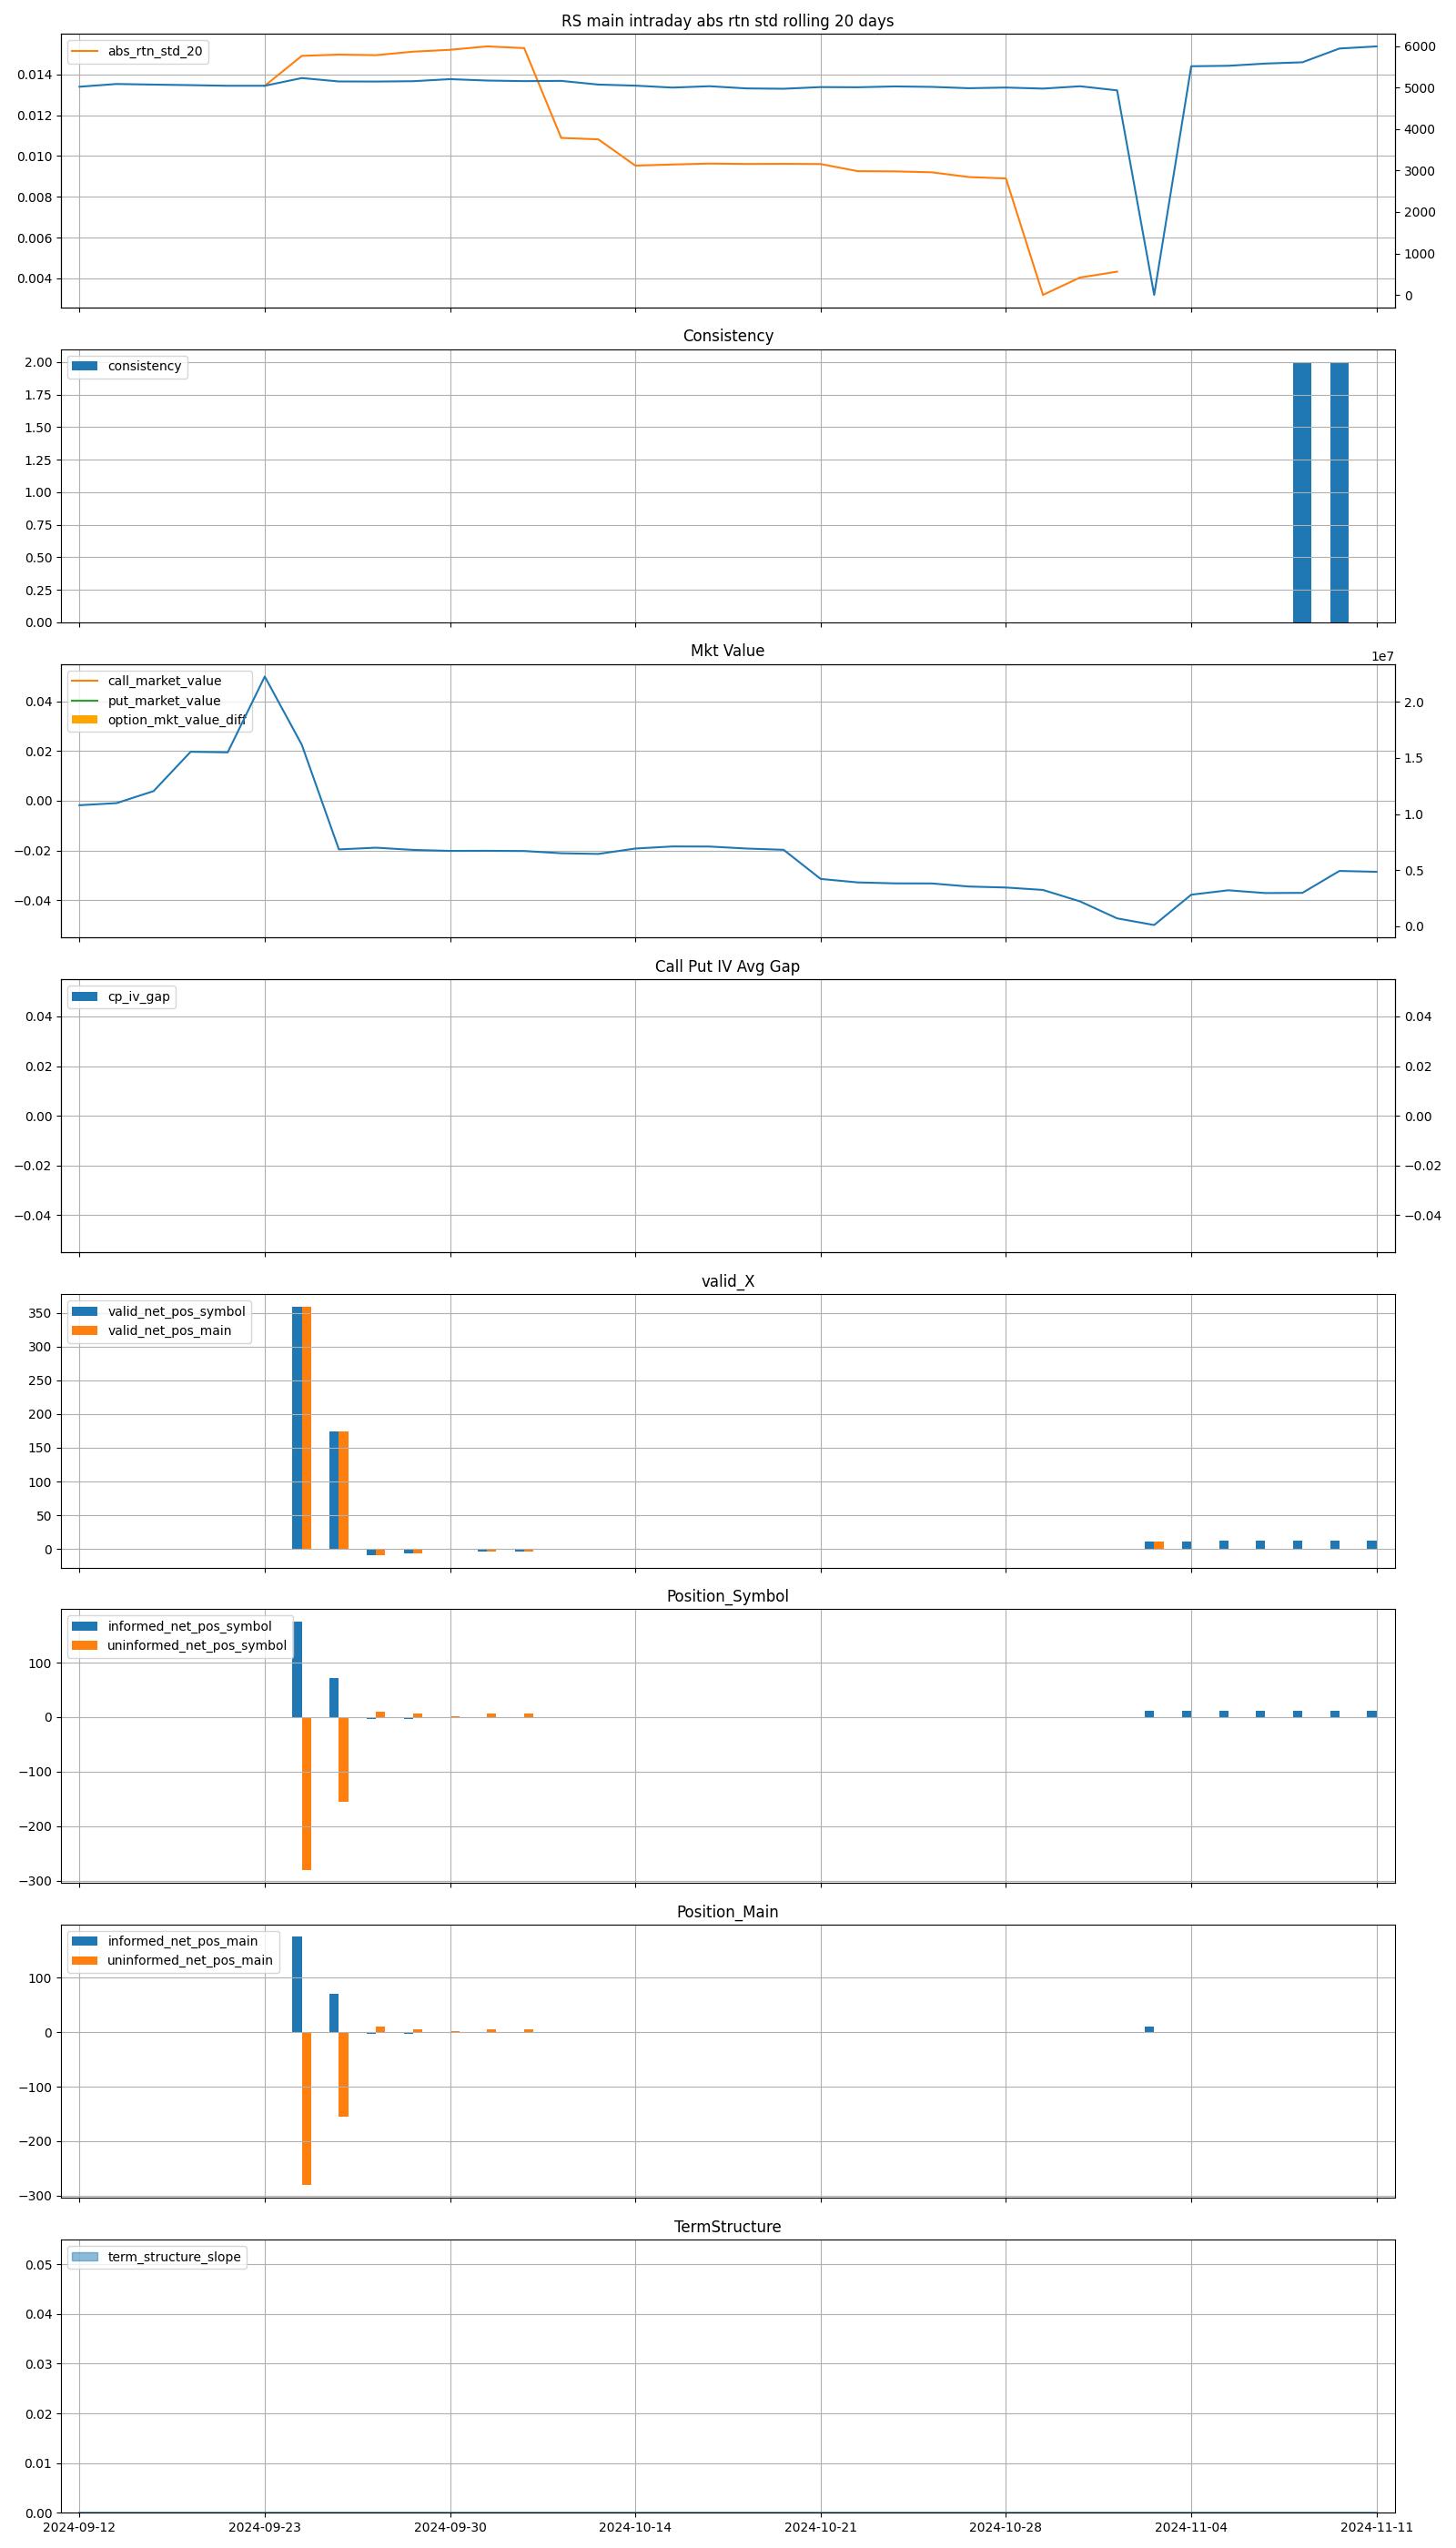 RS main intraday abs rtn std rolling 20 days
abs_rtn_std_20
0.014
0.012
0.010
0.008
0.006
0.004
6000
5000
4000
3000
2000
1000
0
Consistency
consistency
2.00
1.75
1.50
1.25
1.00
0.75
0.50
0.25
0.00
Mkt Value
1e7
call_market_value
put_market_value
option_mkt_value_diff
0.04
0.02
0.00
−0.02
−0.04
2.0
1.5
1.0
0.5
0.0
Call Put IV Avg Gap
cp_iv_gap
0.04
0.02
0.00
−0.02
−0.04
0.04
0.02
0.00
−0.02
−0.04
valid_X
valid_net_pos_symbol
valid_net_pos_main
350
300
250
200
150
100
50
0
Position_Symbol
informed_net_pos_symbol
uninformed_net_pos_symbol
100
0
−100
−200
−300
Position_Main
informed_net_pos_main
uninformed_net_pos_main
100
0
−100
−200
−300
TermStructure
term_structure_slope
0.05
0.04
0.03
0.02
0.01
0.00
2024-09-12 2024-09-23 2024-09-30 2024-10-14 2024-10-21 2024-10-28 2024-11-04 2024-11-11